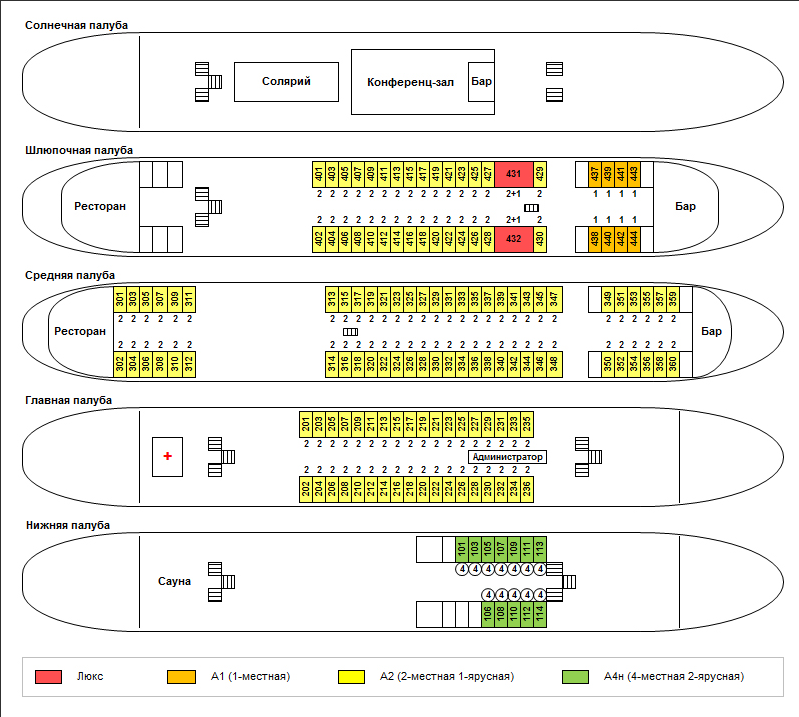 Солнечная палуба
Солярий
Конференц-зал
Бар
Шлюпочная палуба
401 403 405 407 409 411 413 415 417 419 421 423 425 427 431 429 437 439 441 443
2 2 2 2 2 2 2 2 2 2 2 2 2 2 2+1 2 1 1 1 1
Ресторан
Бар
2 2 2 2 2 2 2 2 2 2 2 2 2 2 2+1 2 1 1 1 1
402 404 406 408 410 412 414 416 418 420 422 424 426 428 432 430 438 440 442 444
Средняя палуба
301 303 305 307 309 311 313 315 317 319 321 323 325 327 329 331 333 335 337 339 341 343 345 347 349 351 353 355 357 359
2 2 2 2 2 2 2 2 2 2 2 2 2 2 2 2 2 2 2 2 2 2 2 2 2 2 2 2 2 2
Ресторан
Бар
2 2 2 2 2 2 2 2 2 2 2 2 2 2 2 2 2 2 2 2 2 2 2 2 2 2 2 2 2 2
302 304 306 308 310 312 314 316 318 320 322 324 326 328 330 332 334 336 338 340 342 344 346 348 350 352 354 356 358 360
Главная палуба
201 203 205 207 209 211 213 215 217 219 221 223 225 227 229 231 233 235
2 2 2 2 2 2 2 2 2 2 2 2 2 2 2 2 2 2
Администратор
2 2 2 2 2 2 2 2 2 2 2 2 2 2 2 2 2 2
202 204 206 208 210 212 214 216 218 220 222 224 226 228 230 232 234 236
Нижняя палуба
101 103 105 107 109 111 113
4 4 4 4 4 4 4
Сауна
4 4 4 4 4
106 108 110 112 114
Люкс
А1 (1-местная)
А2 (2-местная 1-ярусная)
А4н (4-местная 2-ярусная)